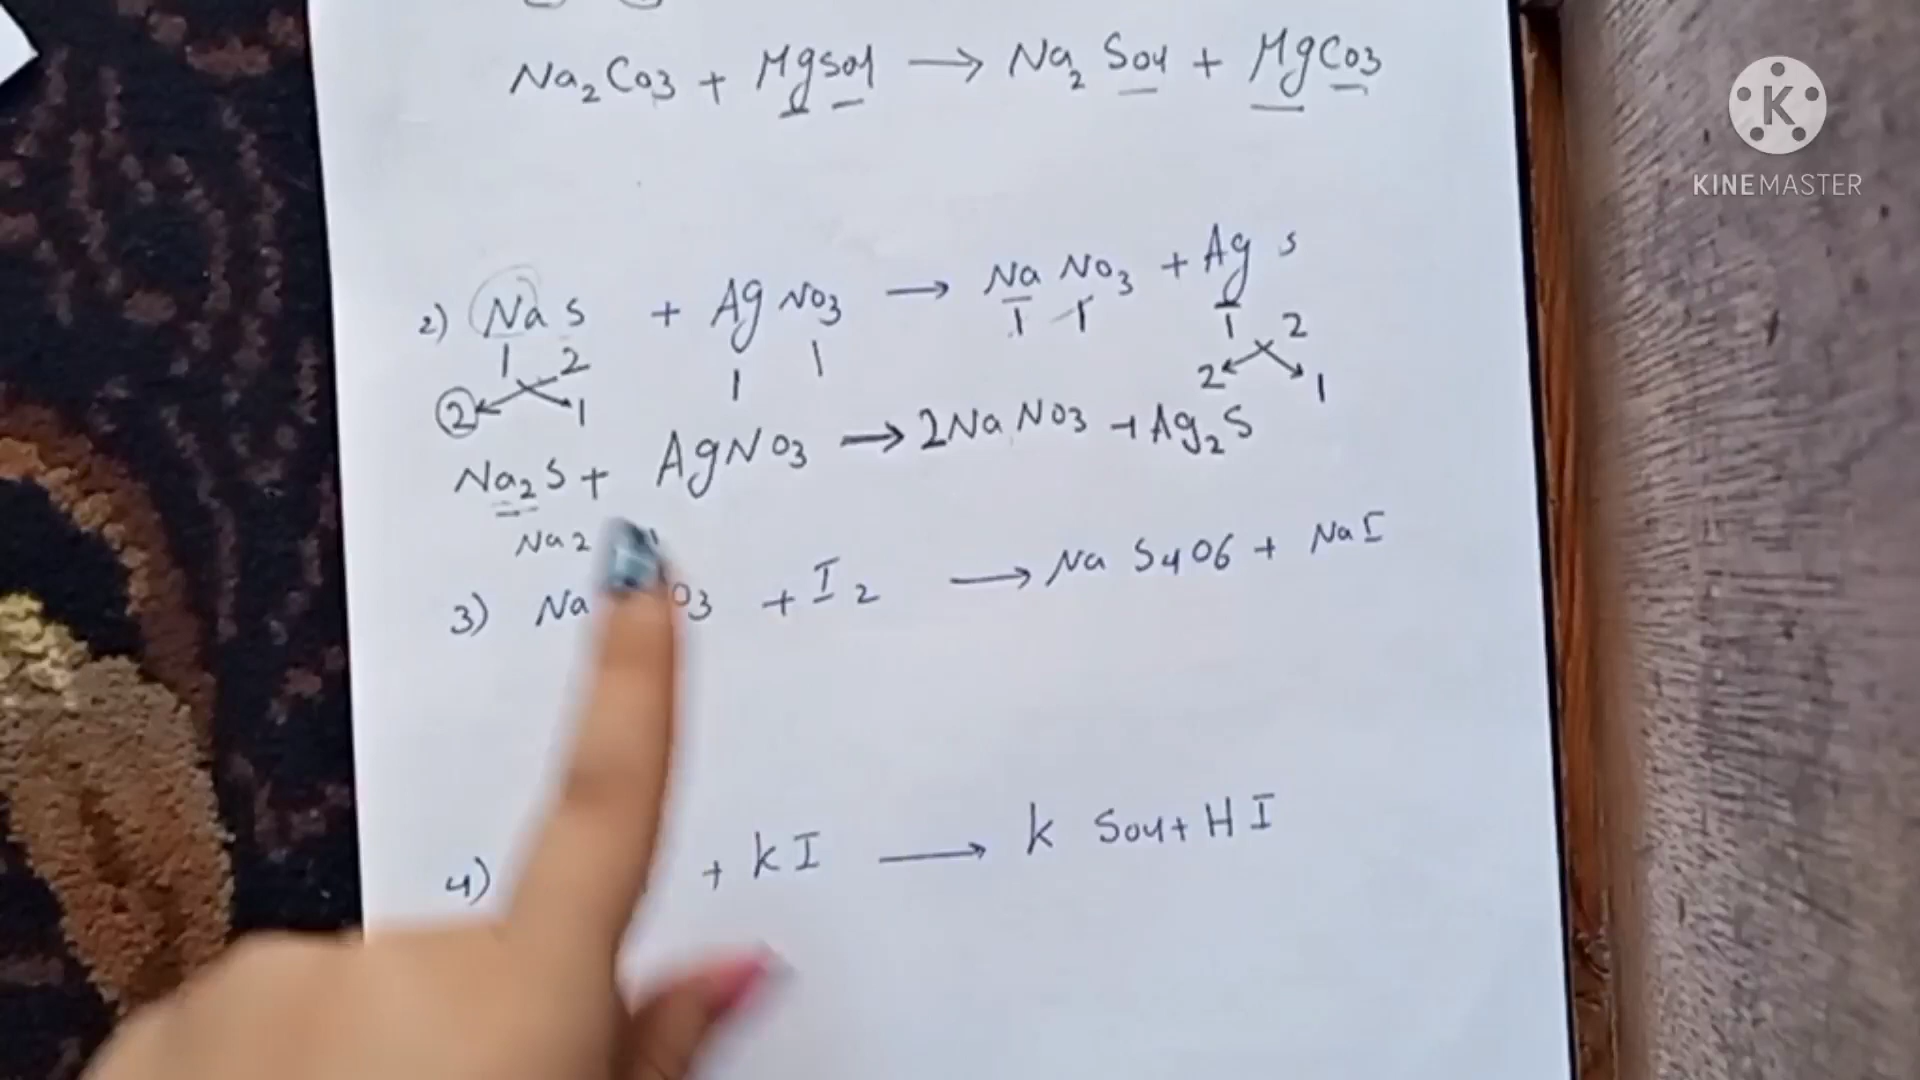 Na₂Co3 + MgSo4 → Na₂ So4 + MgCo3
K
KINEMASTER
2) Na S + Ag NO₃ → Na NO₃ + Ag S
1 2 1 1 1 1 1 2
2 1 2 1
Na₂S + AgNO₃ → 2Na NO3 + Ag₂S
Na2
3) Na O3 + I2 → Na S4O6 + NaI
4) + kI → k So4 + HI